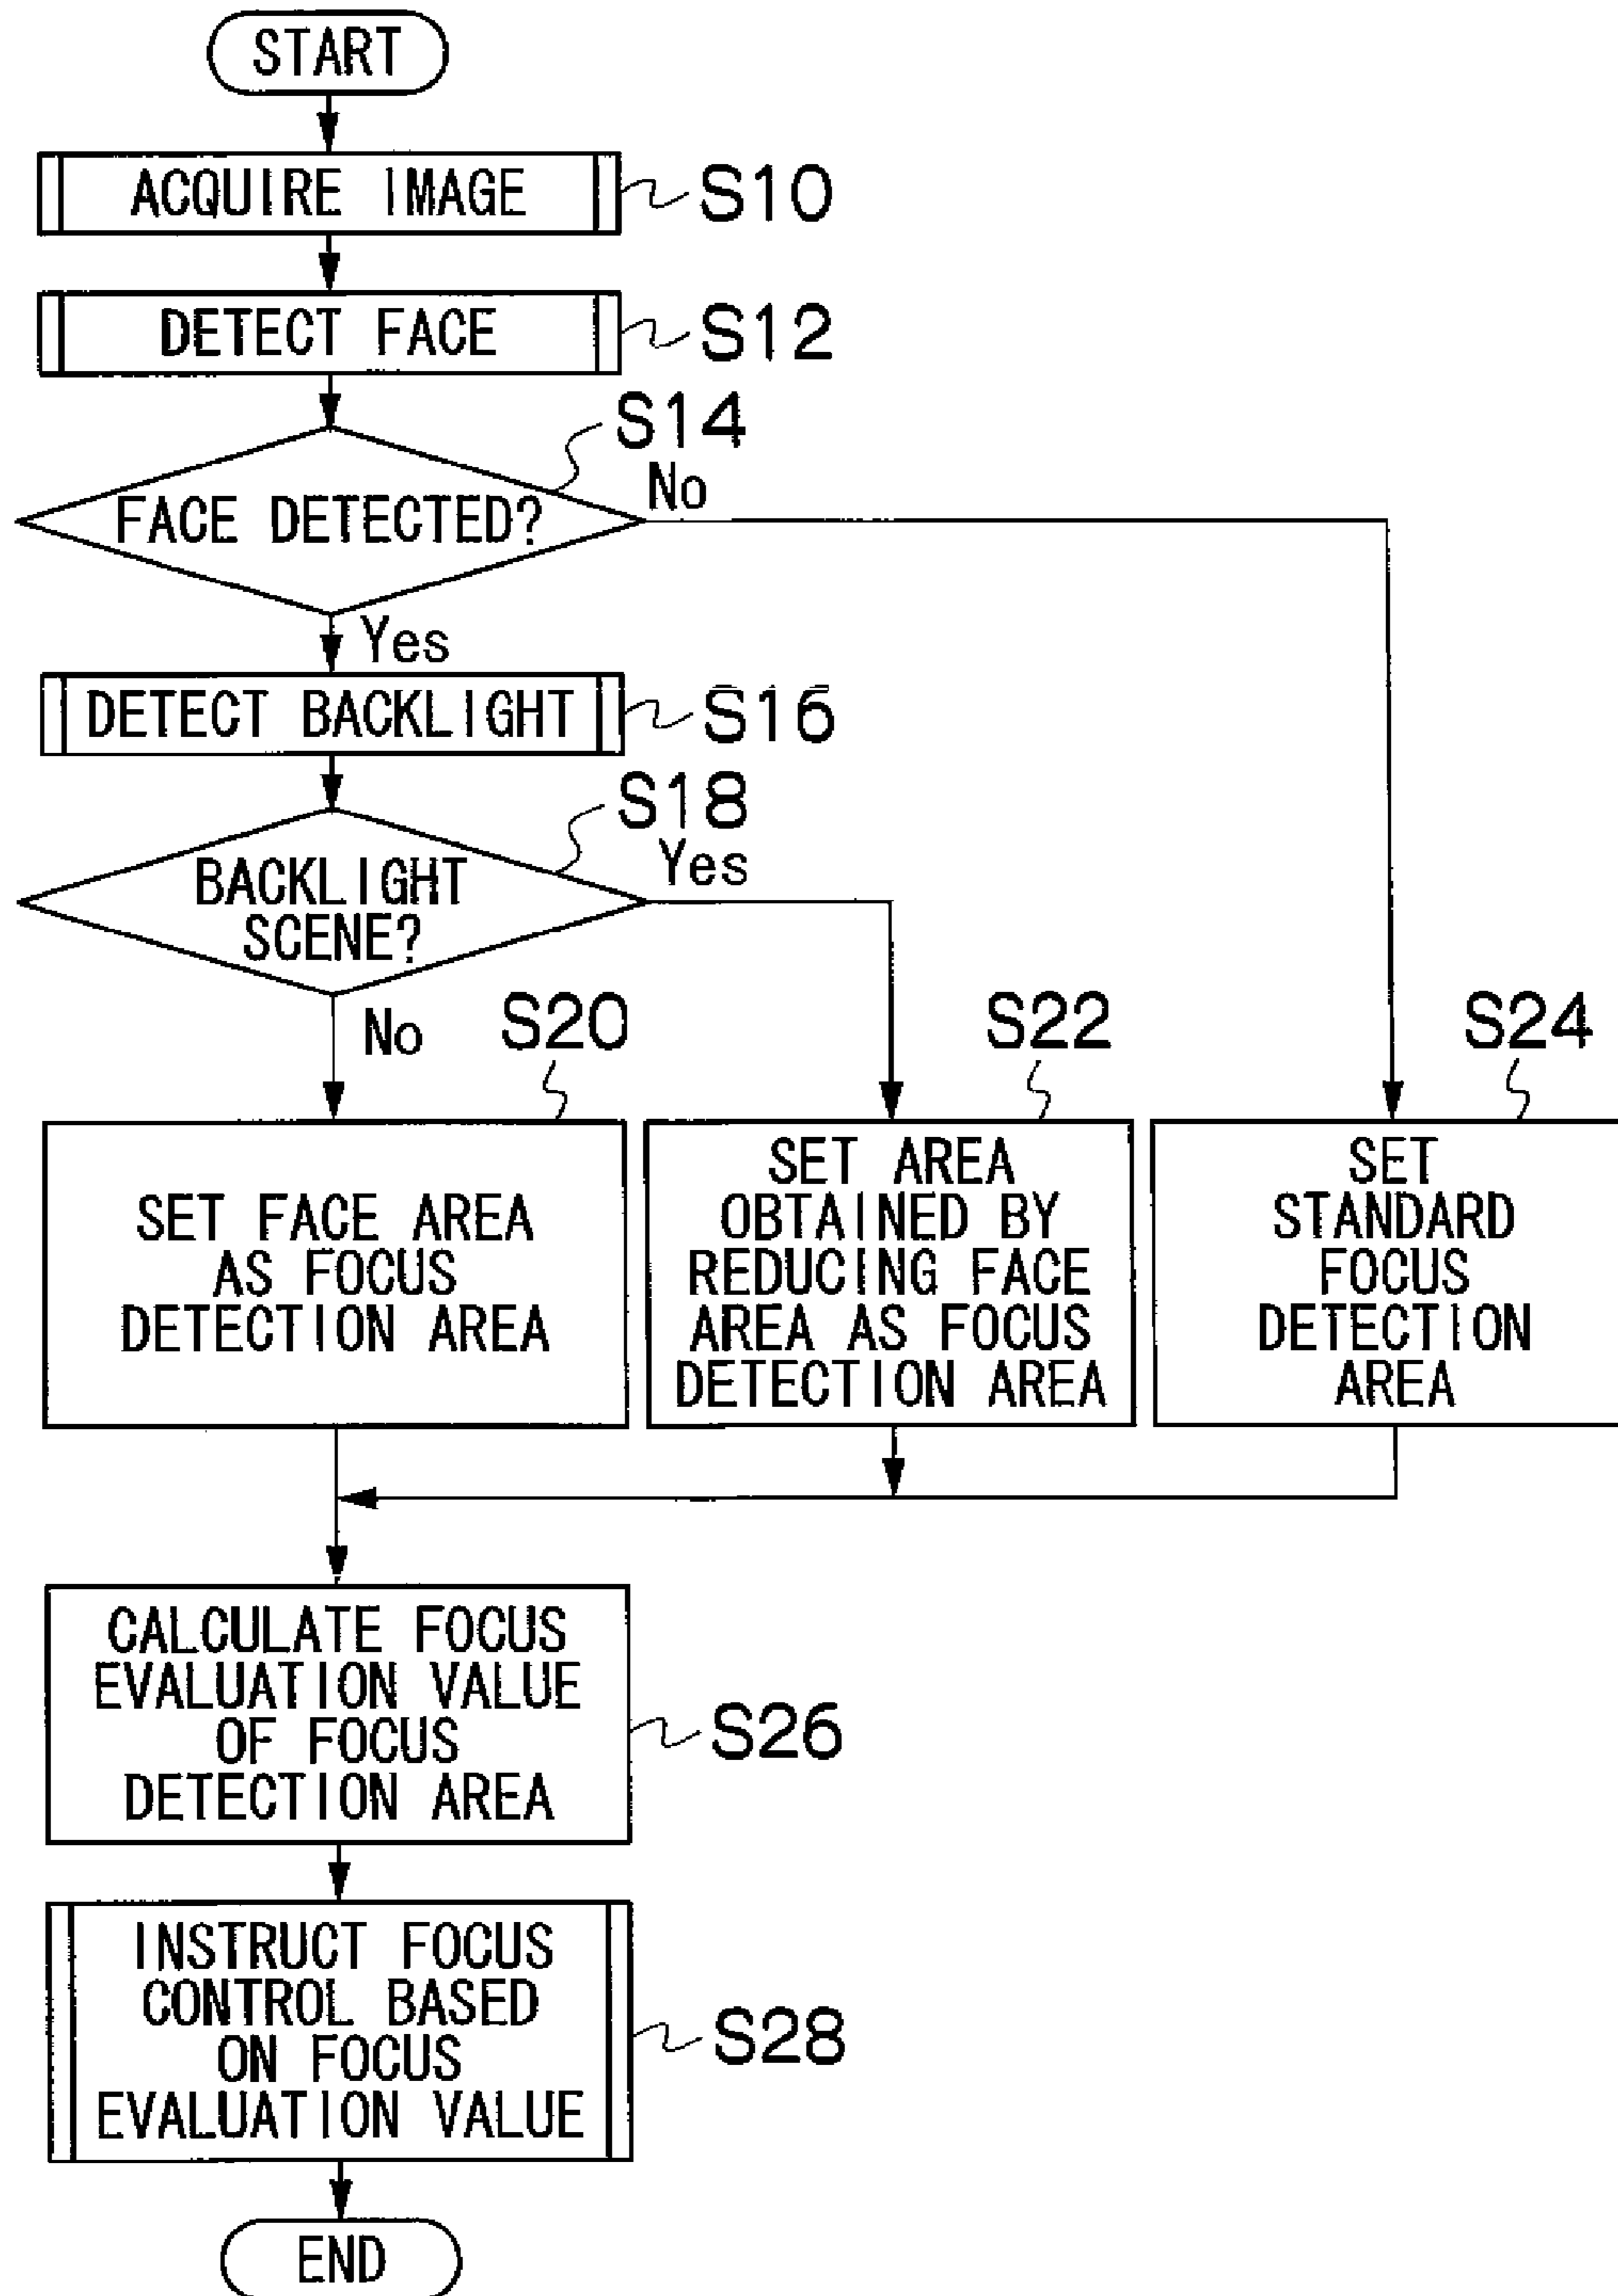 START
ACQUIRE IMAGE
S10
DETECT FACE
S12
S14
FACE DETECTED?
No
Yes
DETECT BACKLIGHT
S16
S18
BACKLIGHT
SCENE?
Yes
No
S20
SET FACE AREA
AS FOCUS
DETECTION AREA
S22
SET AREA
OBTAINED BY
REDUCING FACE
AREA AS FOCUS
DETECTION AREA
S24
SET
STANDARD
FOCUS
DETECTION
AREA
CALCULATE FOCUS
EVALUATION VALUE
OF FOCUS
DETECTION AREA
S26
INSTRUCT FOCUS
CONTROL BASED
ON FOCUS
EVALUATION VALUE
S28
END